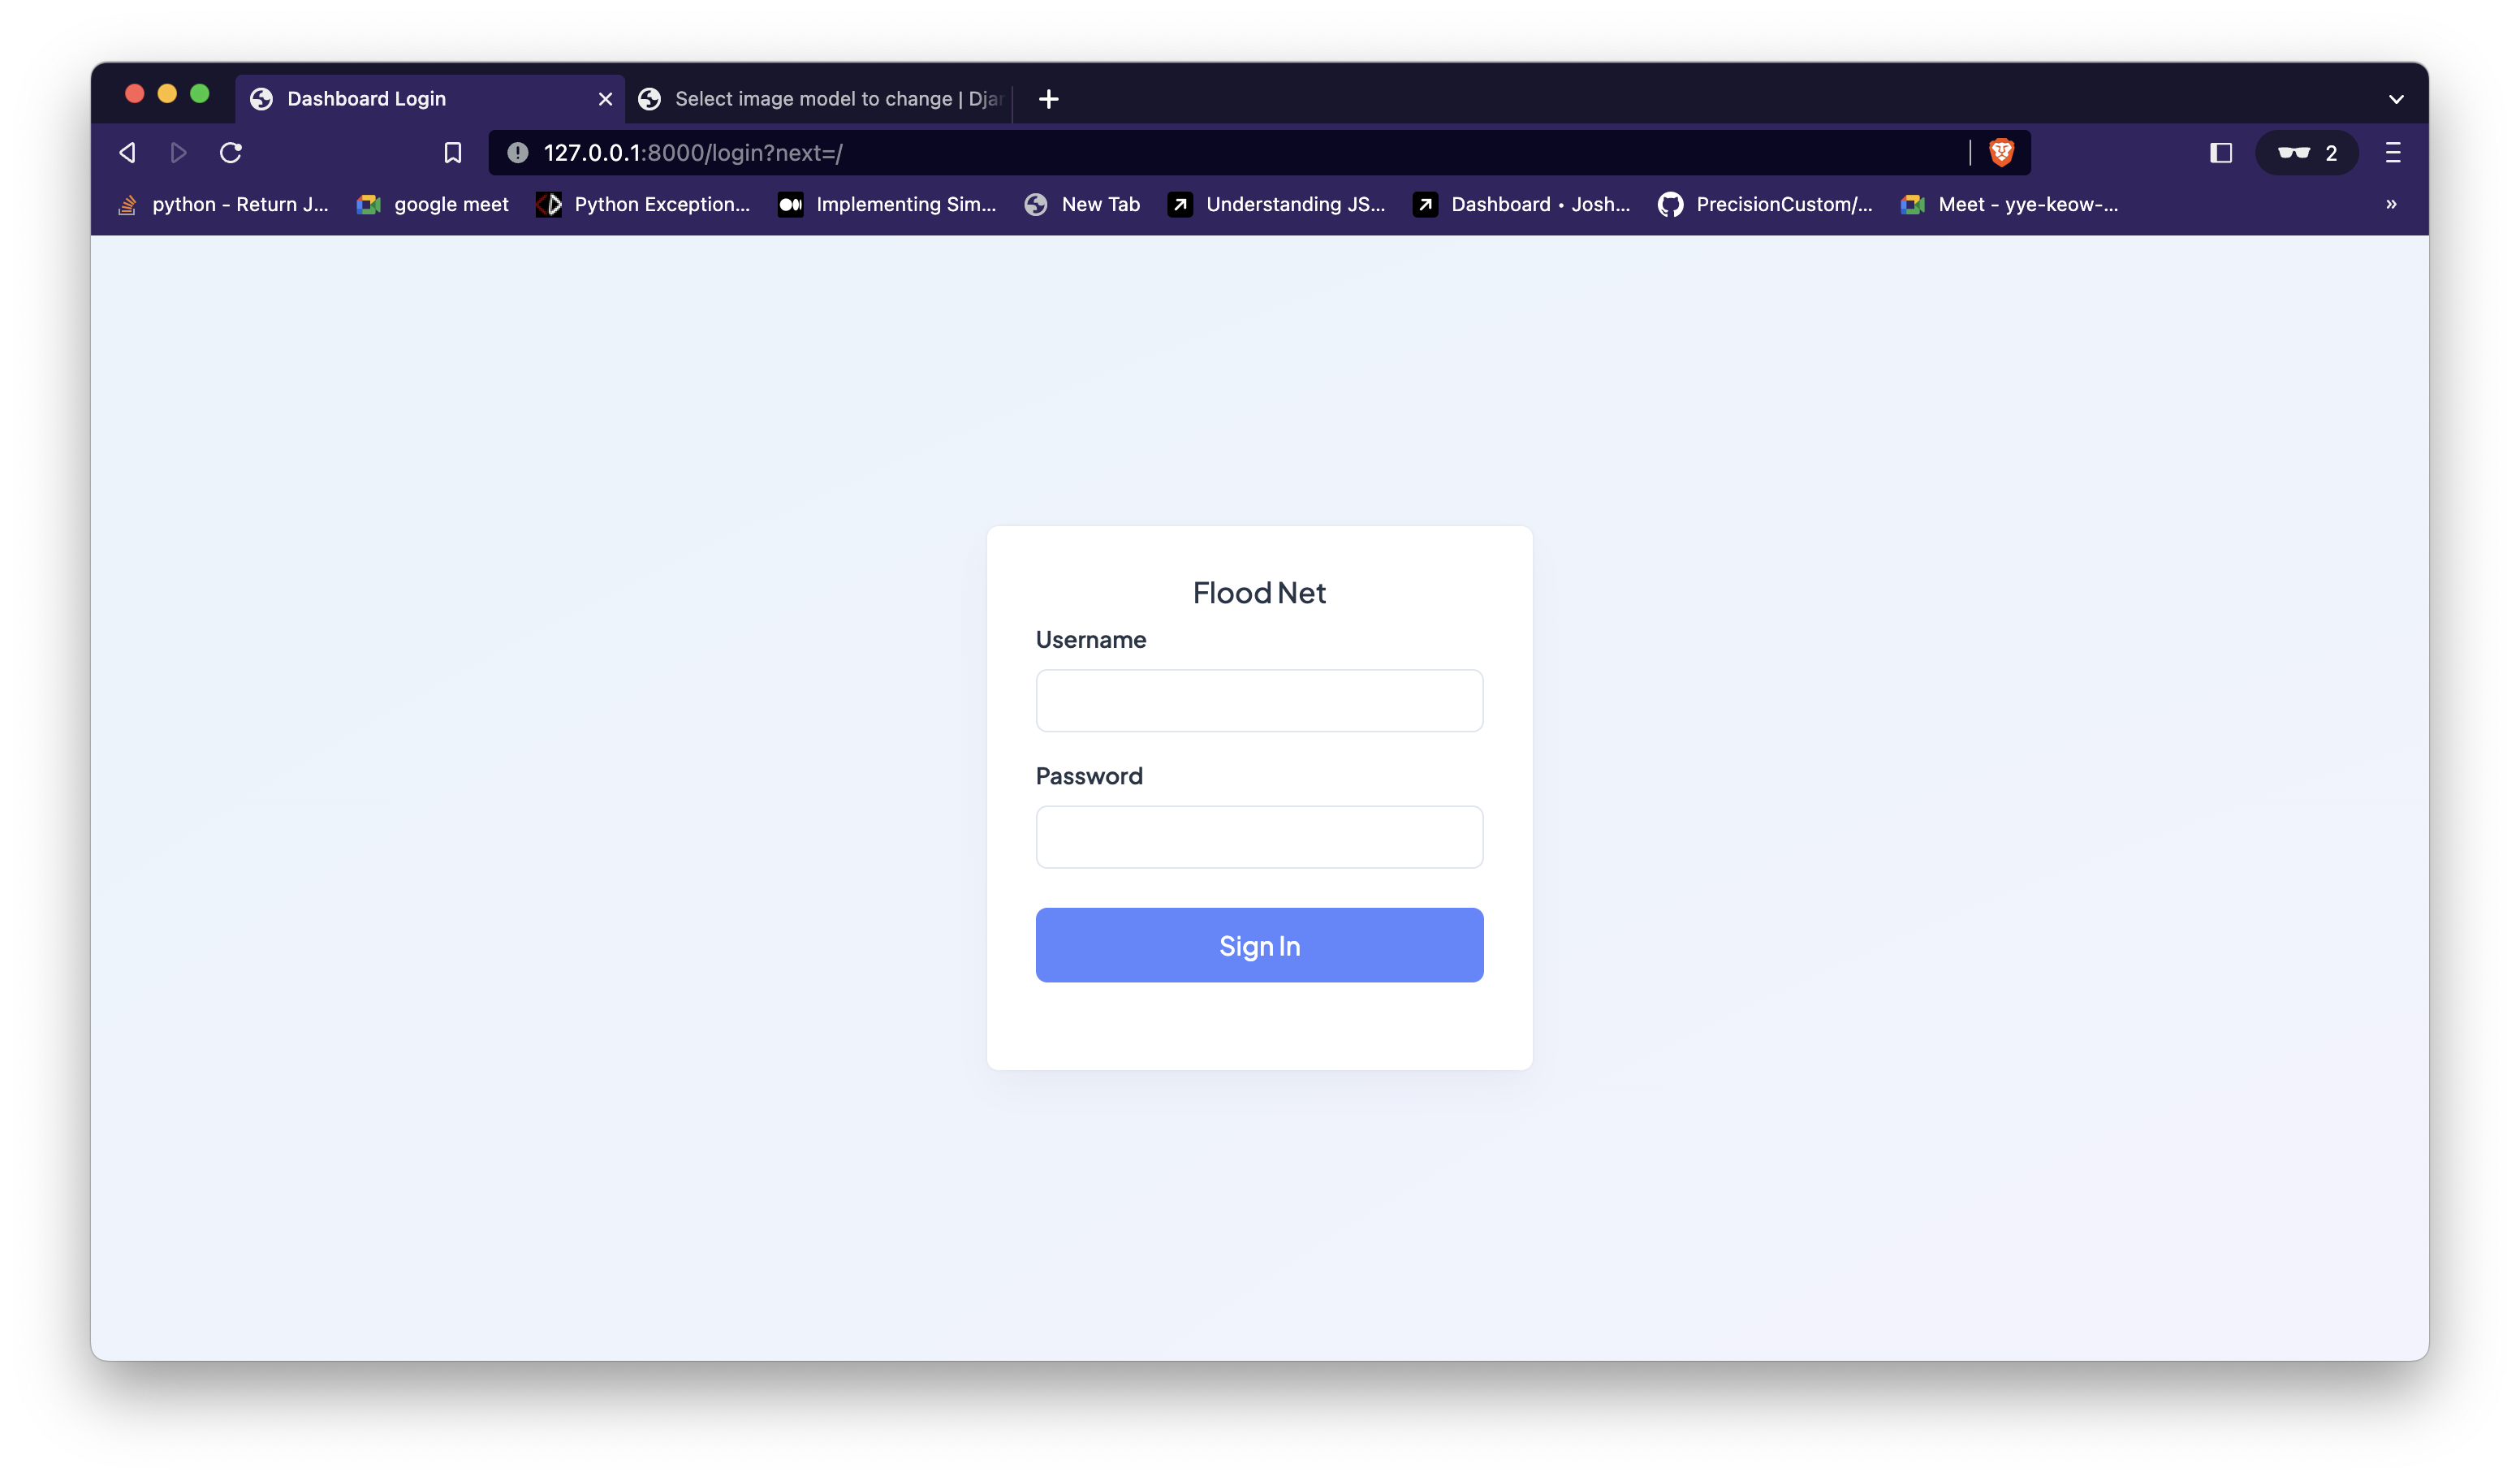 Dashboard Login
Select image model to change | Djan
127.0.0.1:8000/login?next=/
2
python - Return J...
google meet
Python Exception...
Implementing Sim...
New Tab
Understanding JS...
Dashboard • Josh...
PrecisionCustom/...
Meet - yye-keow-...
»
Flood Net
Username
Password
Sign In